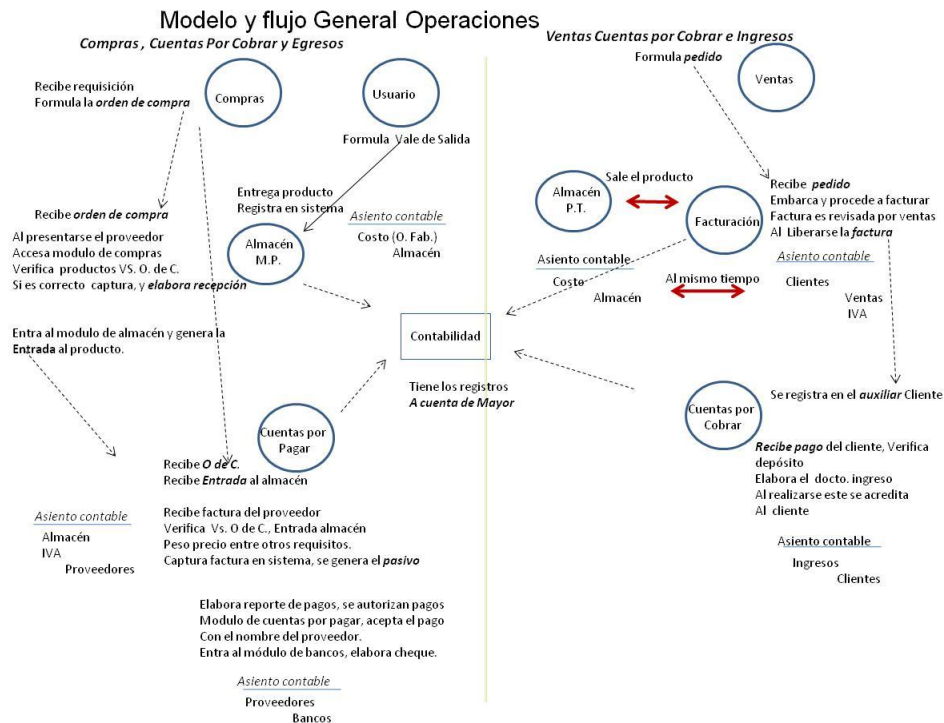 Modelo y flujo General Operaciones
Compras , Cuentas Por Cobrar y Egresos
Ventas Cuentas por Cobrar e Ingresos
Recibe requisición
Formula la orden de compra
Compras
Usuario
Formula Vale de Salida
Entrega producto
Registra en sistema
Almacén
M.P.
Asiento contable
Costo (O. Fab.)
Almacén
Recibe orden de compra
Al presentarse el proveedor
Accesa modulo de compras
Verifica productos VS. O. de C.
Si es correcto captura, y elabora recepción
Entra al modulo de almacén y genera la
Entrada al producto.
Asiento contable
Almacén
IVA
Proveedores
Cuentas por
Pagar
Recibe O de C.
Recibe Entrada al almacén
Recibe factura del proveedor
Verifica Vs. O de C., Entrada almacén
Peso precio entre otros requisitos.
Captura factura en sistema, se genera el pasivo
Elabora reporte de pagos, se autorizan pagos
Modulo de cuentas por pagar, acepta el pago
Con el nombre del proveedor.
Entra al módulo de bancos, elabora cheque.
Asiento contable
Proveedores
Bancos
Contabilidad
Tiene los registros
A cuenta de Mayor
Formula pedido
Ventas
Almacén
P.T.
Sale el producto
Facturación
Recibe pedido
Embarca y procede a facturar
Factura es revisada por ventas
Al Liberarse la factura
Asiento contable
Costo
Almacén
Al mismo tiempo
Asiento contable
Clientes
Ventas
IVA
Cuentas por
Cobrar
Se registra en el auxiliar Cliente
Recibe pago del cliente, Verifica
depósito
Elabora el docto. ingreso
Al realizarse este se acredita
Al cliente
Asiento contable
Ingresos
Clientes